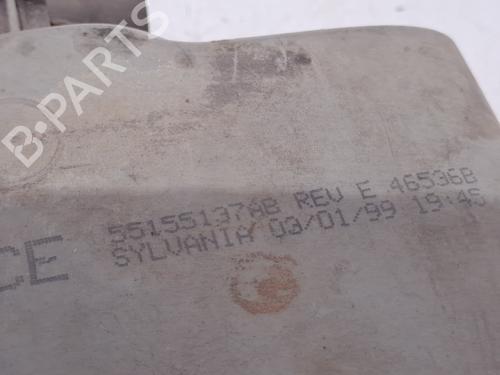 B-PARTS
55155137AB REV E 46536B
SYLVANIA 03/01/99 19:45
CE